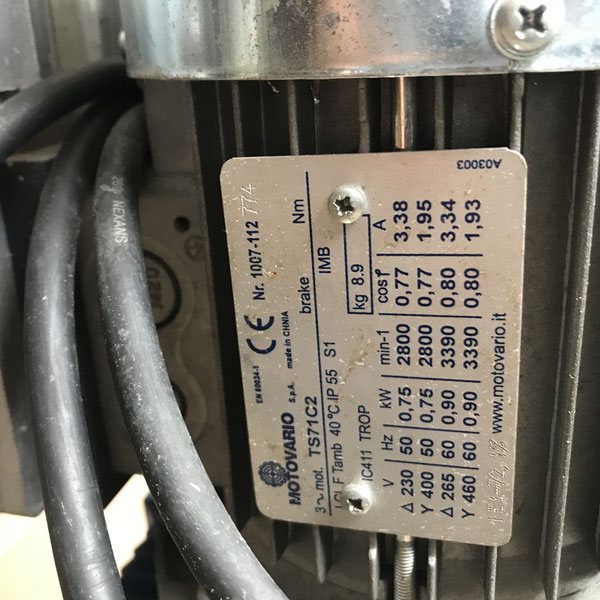 MOTOVARIO S.p.A. made in CHNIA
EN 60034-1 CE Nr. 1007-112 774
3~mot. TS71C2 brake Nm
I.CL F Tamb 40 °C IP 55 S1 IMB
IC411 TROP kg 8.9
V Hz kW min-1 cosf A
Δ 230 50 0,75 2800 0,77 3,38
Y 400 50 0,75 2800 0,77 1,95
Δ 265 60 0,90 3390 0,80 3,34
Y 460 60 0,90 3390 0,80 1,93
www.motovario.it
A03003
NEXANS
M20